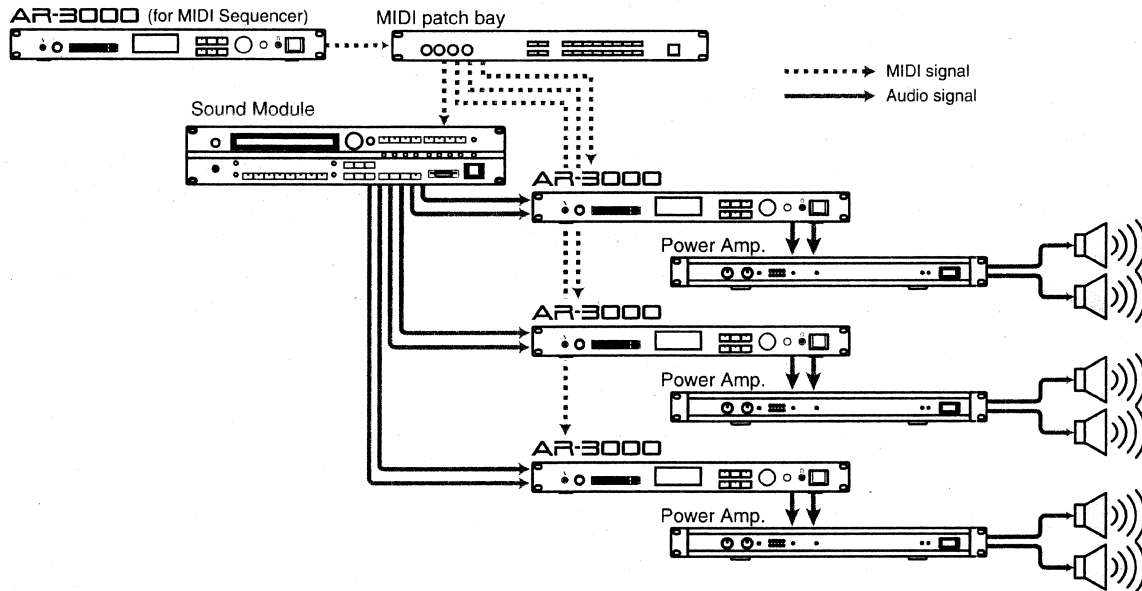 AR-3000 (for MIDI Sequencer)
MIDI patch bay
MIDI signal
Audio signal
Sound Module
AR-3000
Power Amp.
AR-3000
Power Amp.
AR-3000
Power Amp.